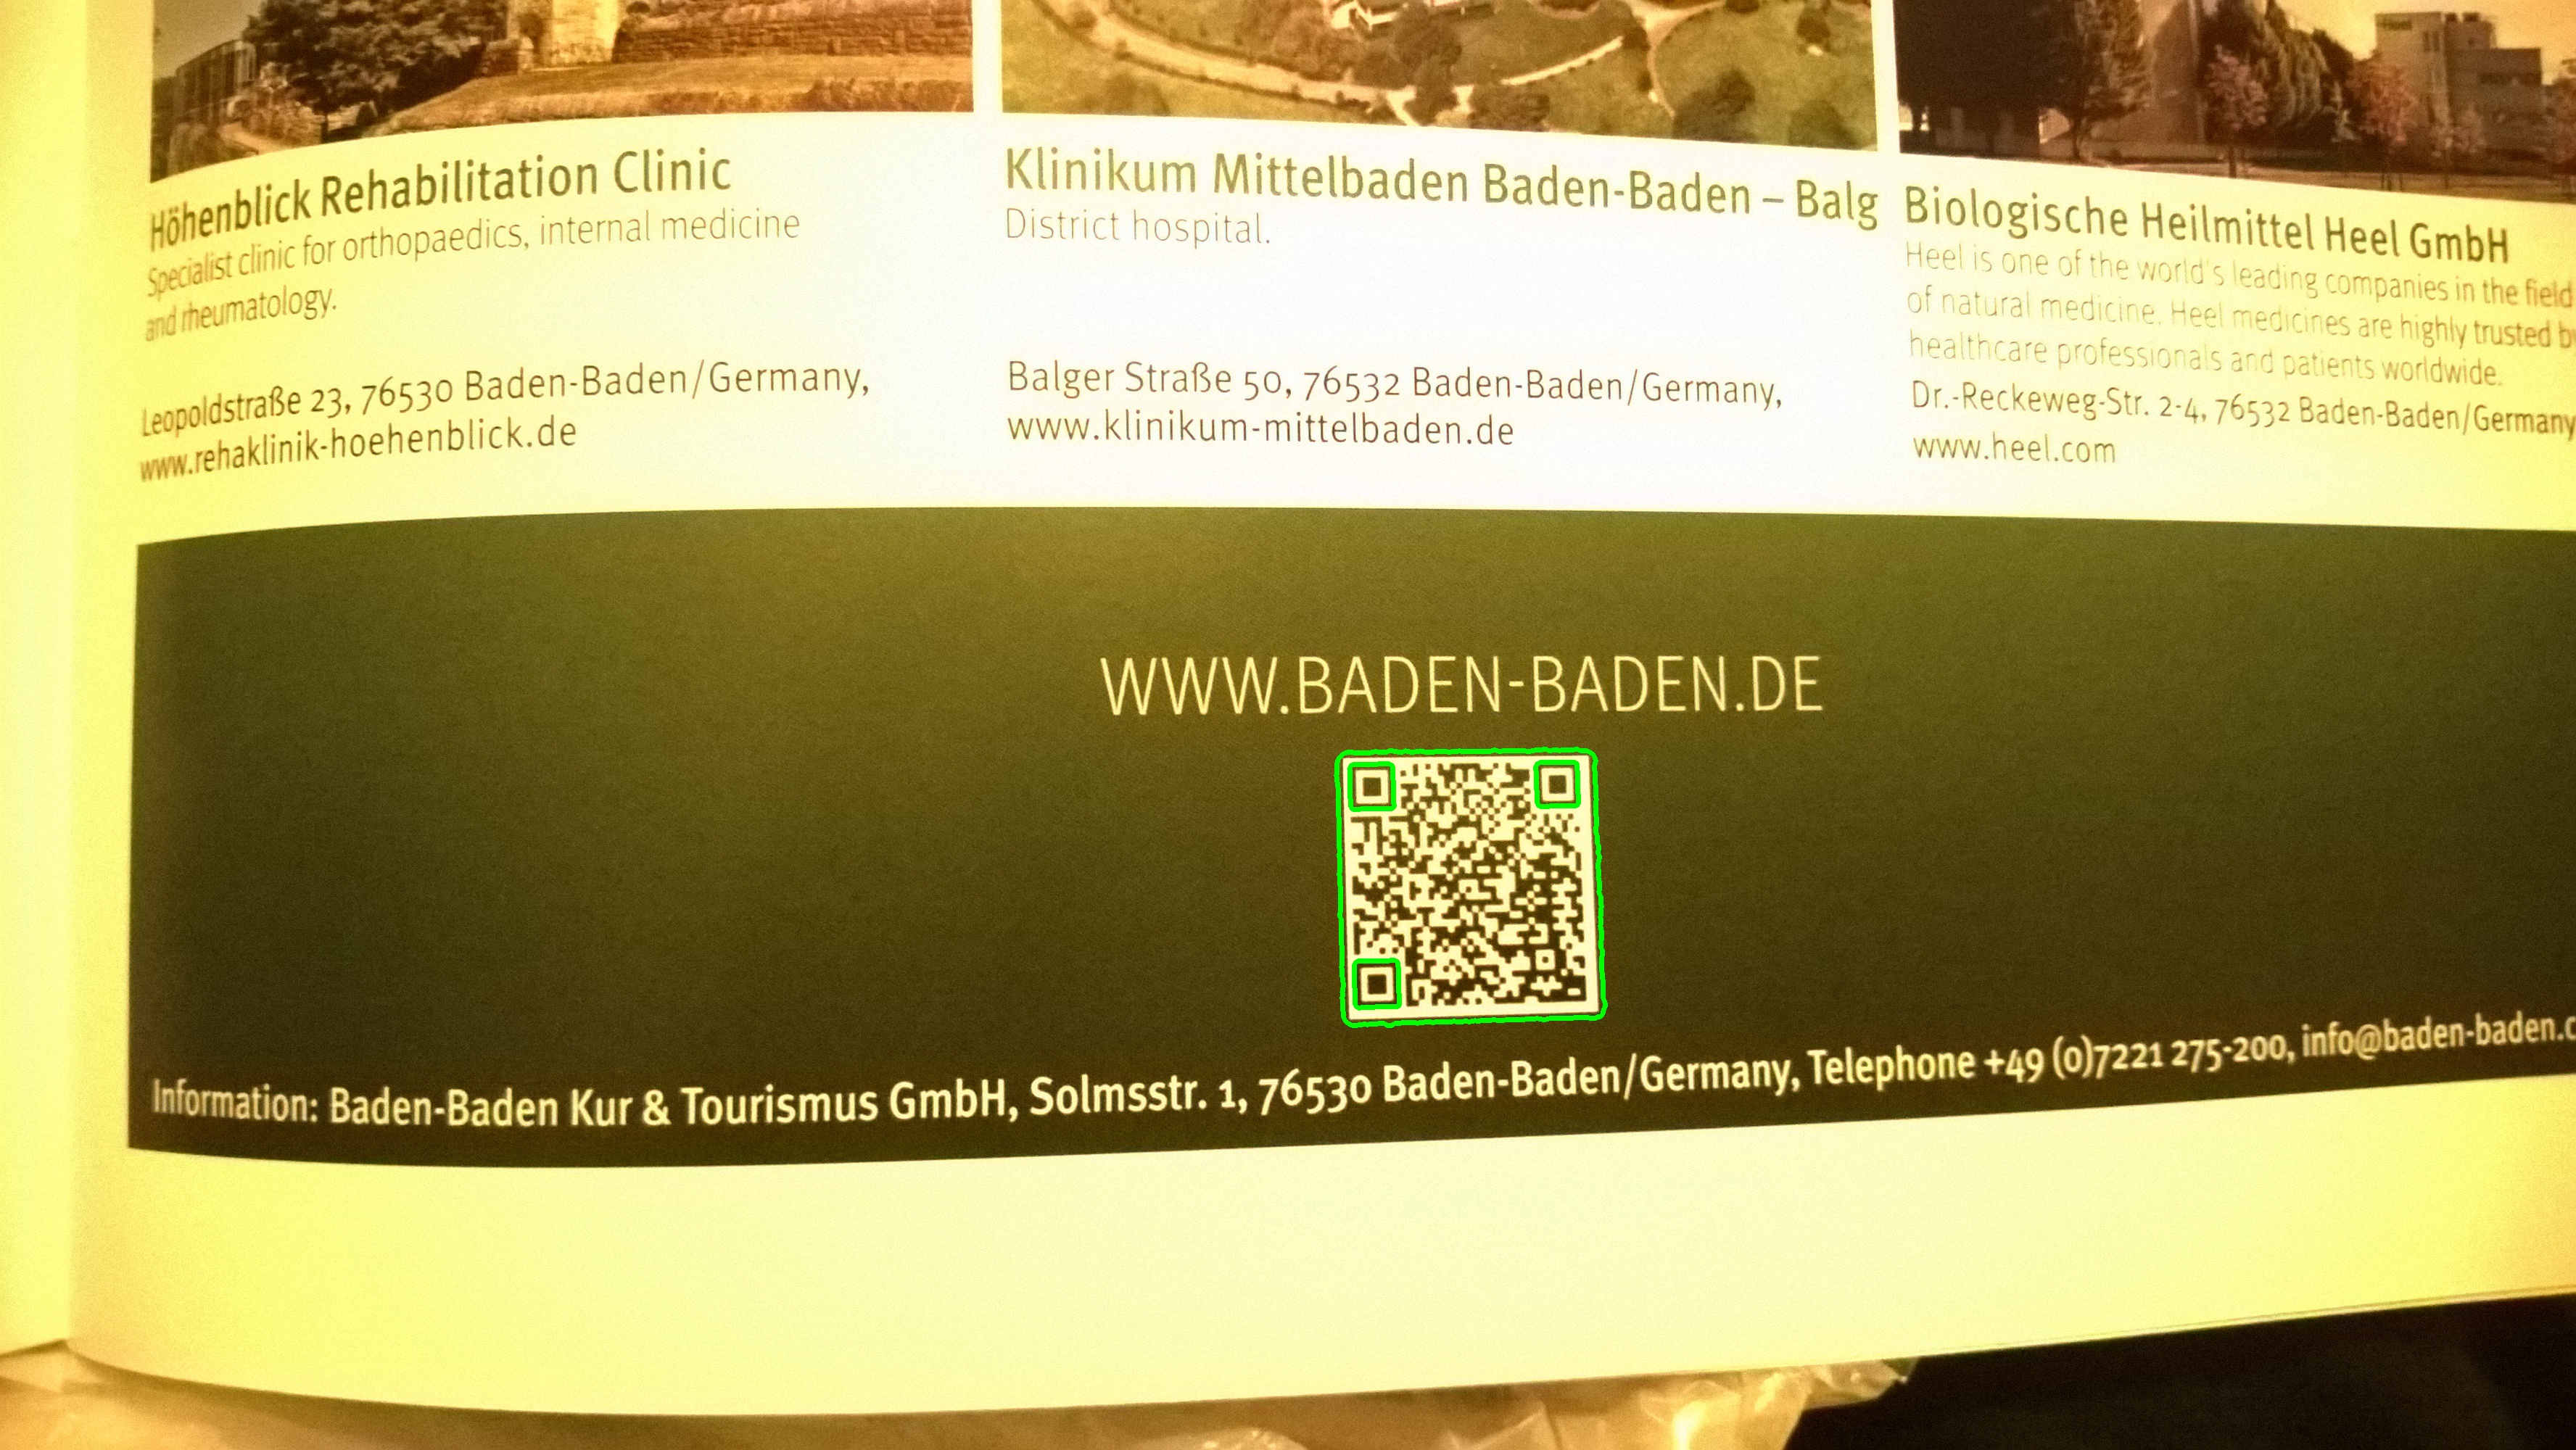 Höhenblick Rehabilitation Clinic
Specialist clinic for orthopaedics, internal medicine
and rheumatology.
Leopoldstraße 23, 76530 Baden-Baden/Germany,
www.rehaklinik-hoehenblick.de
Klinikum Mittelbaden Baden-Baden – Balg
District hospital.
Balger Straße 50, 76532 Baden-Baden/Germany,
www.klinikum-mittelbaden.de
Biologische Heilmittel Heel GmbH
Heel is one of the world's leading companies in the field
of natural medicine. Heel medicines are highly trusted
healthcare professionals and patients worldwide.
Dr.-Reckeweg-Str. 2-4, 76532 Baden-Baden/Germany
www.heel.com
WWW.BADEN-BADEN.DE
Information: Baden-Baden Kur & Tourismus GmbH, Solmsstr. 1, 76530 Baden-Baden/Germany, Telephone +49 (0)7221 275-200, info@baden-baden.c